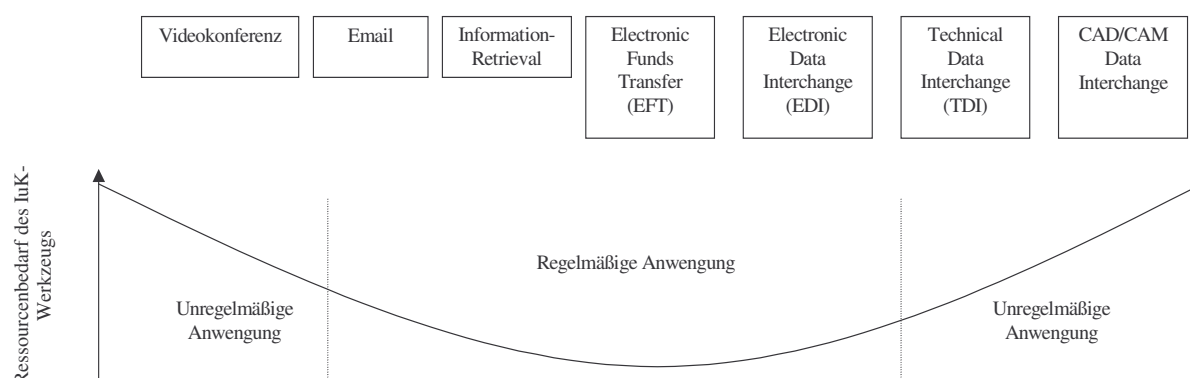 Videokonferenz
Email
Information-
Retrieval
Electronic
Funds
Transfer
(EFT)
Electronic
Data
Interchange
(EDI)
Technical
Data
Interchange
(TDI)
CAD/CAM
Data
Interchange
Ressourcenbedarf des IuK-
Werkzeugs
Unregelmäßige
Anwengung
Regelmäßige Anwengung
Unregelmäßige
Anwengung